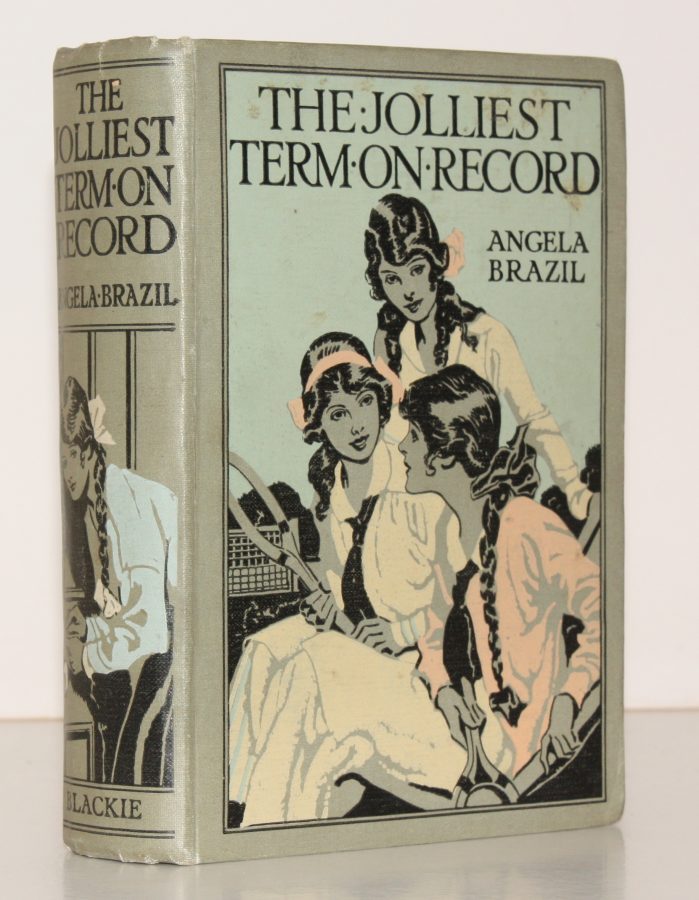 THE
JOLLIEST
TERM·ON
RECORD
ANGELA·BRAZIL
BLACKIE
THE:JOLLIEST
TERM·ON·RECORD
ANGELA
BRAZIL